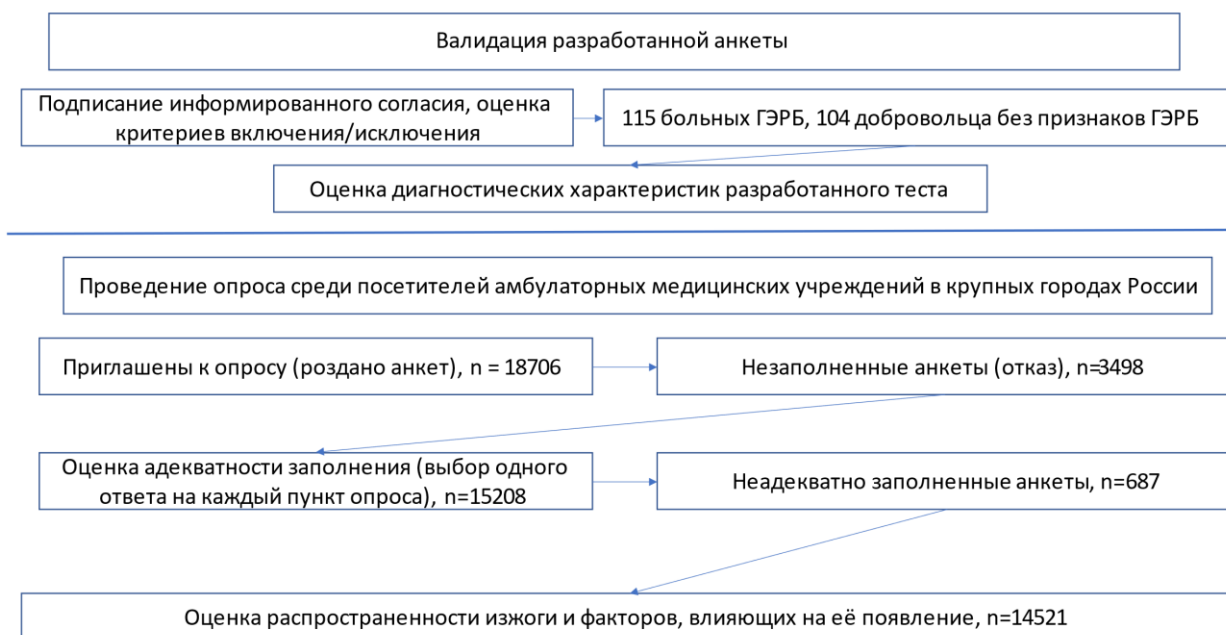 Валидация разработанной анкеты
Подписание информированного согласия, оценка
критериев включения/исключения
115 больных ГЭРБ, 104 добровольца без признаков ГЭРБ
Оценка диагностических характеристик разработанного теста
Проведение опроса среди посетителей амбулаторных медицинских учреждений в крупных городах России
Приглашены к опросу (роздано анкет), n = 18706
Незаполненные анкеты (отказ), n=3498
Оценка адекватности заполнения (выбор одного
ответа на каждый пункт опроса), n=15208
Неадекватно заполненные анкеты, n=687
Оценка распространенности изжоги и факторов, влияющих на её появление, n=14521